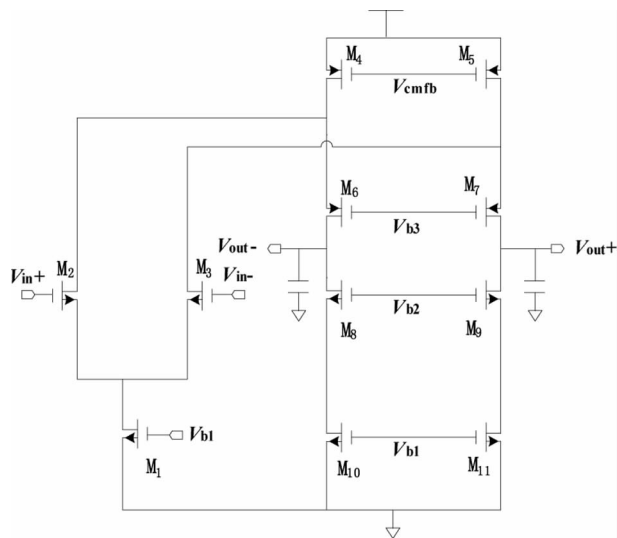 M4
M5
Vcmfb
M6
M7
Vout-
Vb3
Vout+
Vin+
M2
M3
Vin-
Vb2
M8
M9
Vb1
M1
M10
Vb1
M11